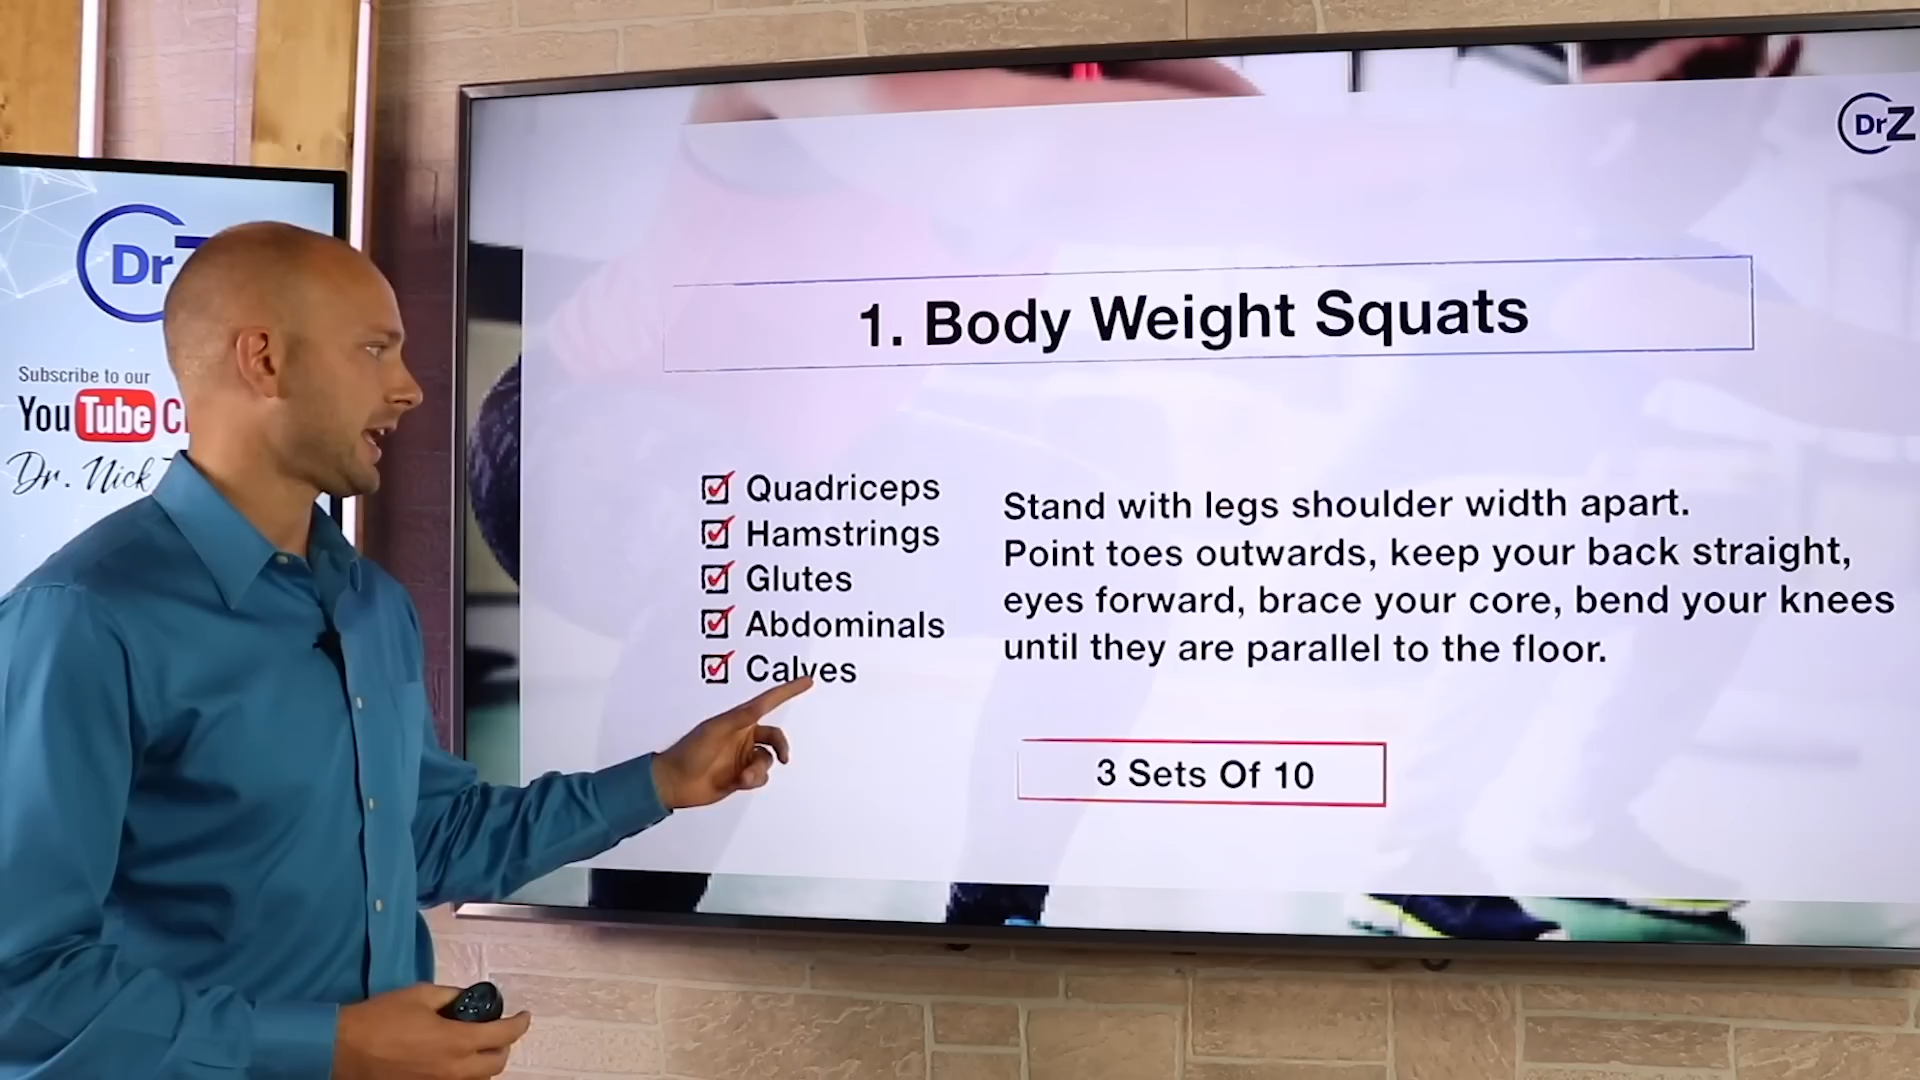 DrZ
1. Body Weight Squats
Quadriceps
Hamstrings
Glutes
Abdominals
Calves
Stand with legs shoulder width apart.
Point toes outwards, keep your back straight,
eyes forward, brace your core, bend your knees
until they are parallel to the floor.
3 Sets Of 10
Dr
Subscribe to our
YouTube
Dr. Nick